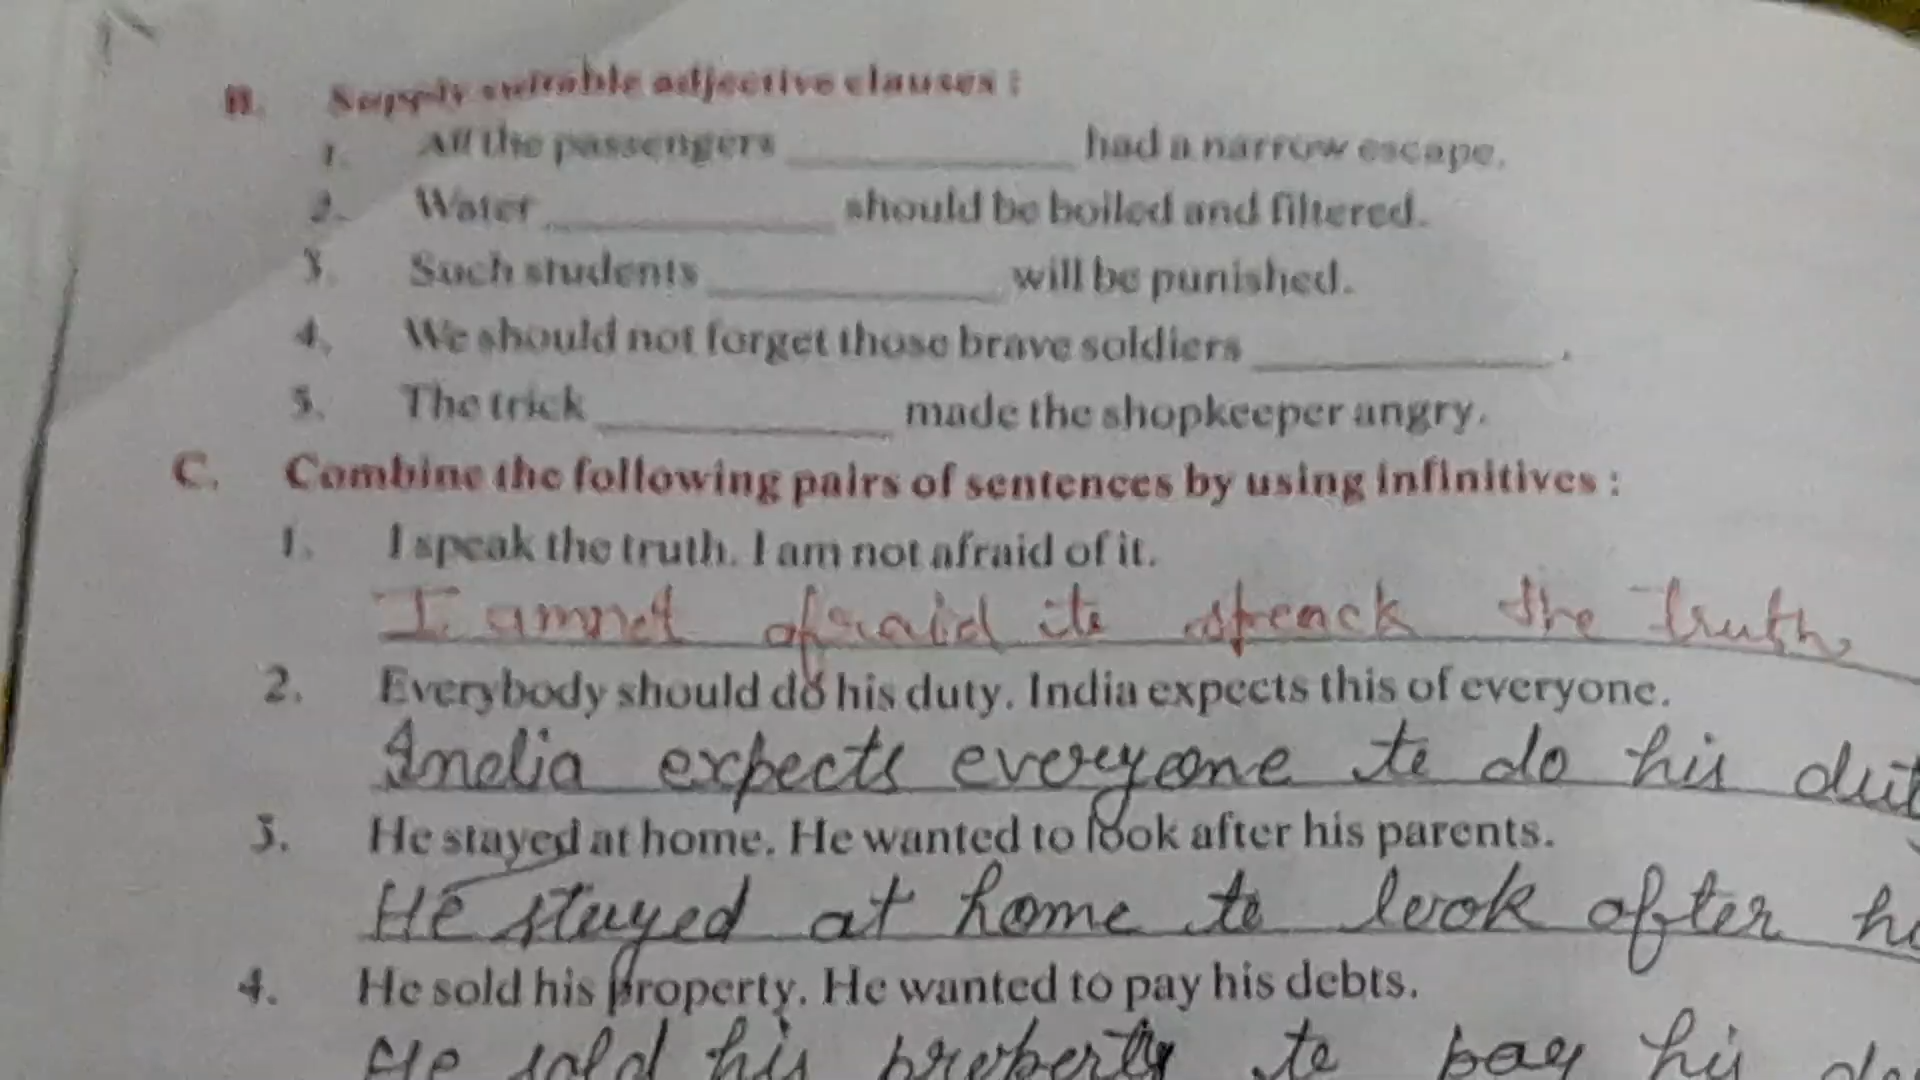 B. Supply suitable adjective clauses :
1. All the passengers ____________ had a narrow escape.
2. Water ____________ should be boiled and filtered.
3. Such students ____________ will be punished.
4. We should not forget those brave soldiers ____________ .
5. The trick ____________ made the shopkeeper angry.
C. Combine the following pairs of sentences by using infinitives :
1. I speak the truth. I am not afraid of it.
I am not afraid to the truth.
2. Everybody should do his duty. India expects this of everyone.
India expects everyone to do his dut
3. He stayed at home. He wanted to look after his parents.
He stayed at home to look after h
4. He sold his property. He wanted to pay his debts.
He sold his property to pay his de